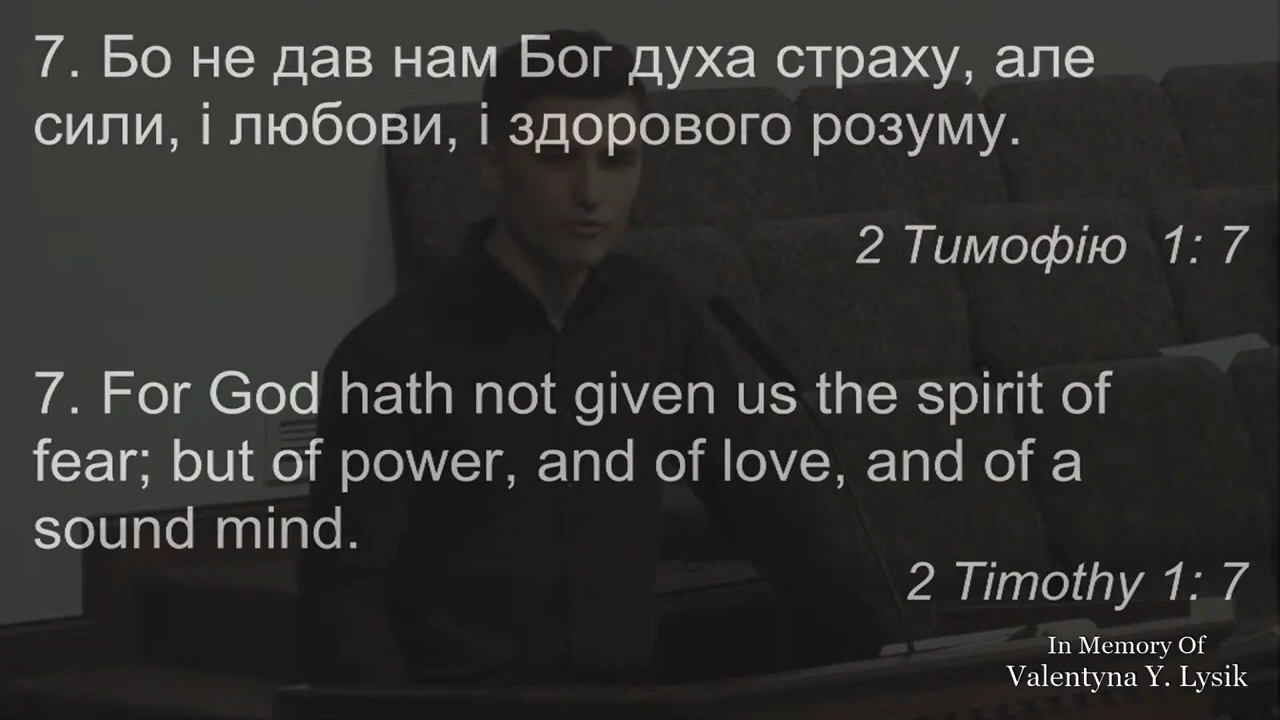 7. Бо не дав нам Бог духа страху, але
сили, і любови, і здорового розуму.
2 Тимофію 1: 7
7. For God hath not given us the spirit of
fear; but of power, and of love, and of a
sound mind.
2 Timothy 1: 7
In Memory Of
Valentyna Y. Lysik